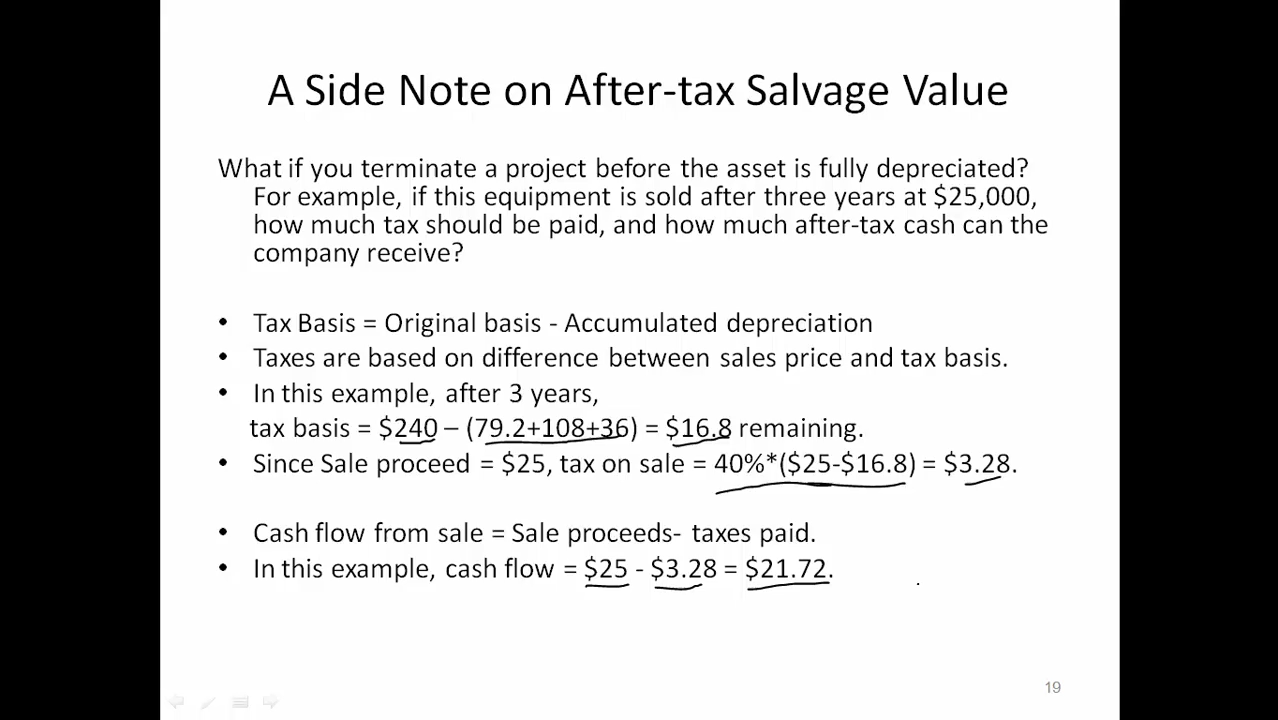 A Side Note on After-tax Salvage Value
What if you terminate a project before the asset is fully depreciated?
For example, if this equipment is sold after three years at $25,000,
how much tax should be paid, and how much after-tax cash can the
company receive?
• Tax Basis = Original basis - Accumulated depreciation
• Taxes are based on difference between sales price and tax basis.
• In this example, after 3 years,
tax basis = $240 – (79.2+108+36) = $16.8 remaining.
• Since Sale proceed = $25, tax on sale = 40%*($25-$16.8) = $3.28.
• Cash flow from sale = Sale proceeds- taxes paid.
• In this example, cash flow = $25 - $3.28 = $21.72.
19